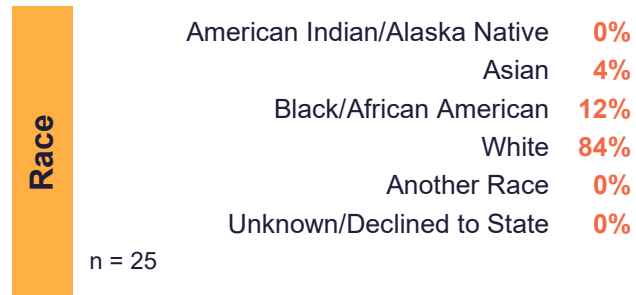 Race
American Indian/Alaska Native 0%
Asian 4%
Black/African American 12%
White 84%
Another Race 0%
Unknown/Declined to State 0%
n = 25